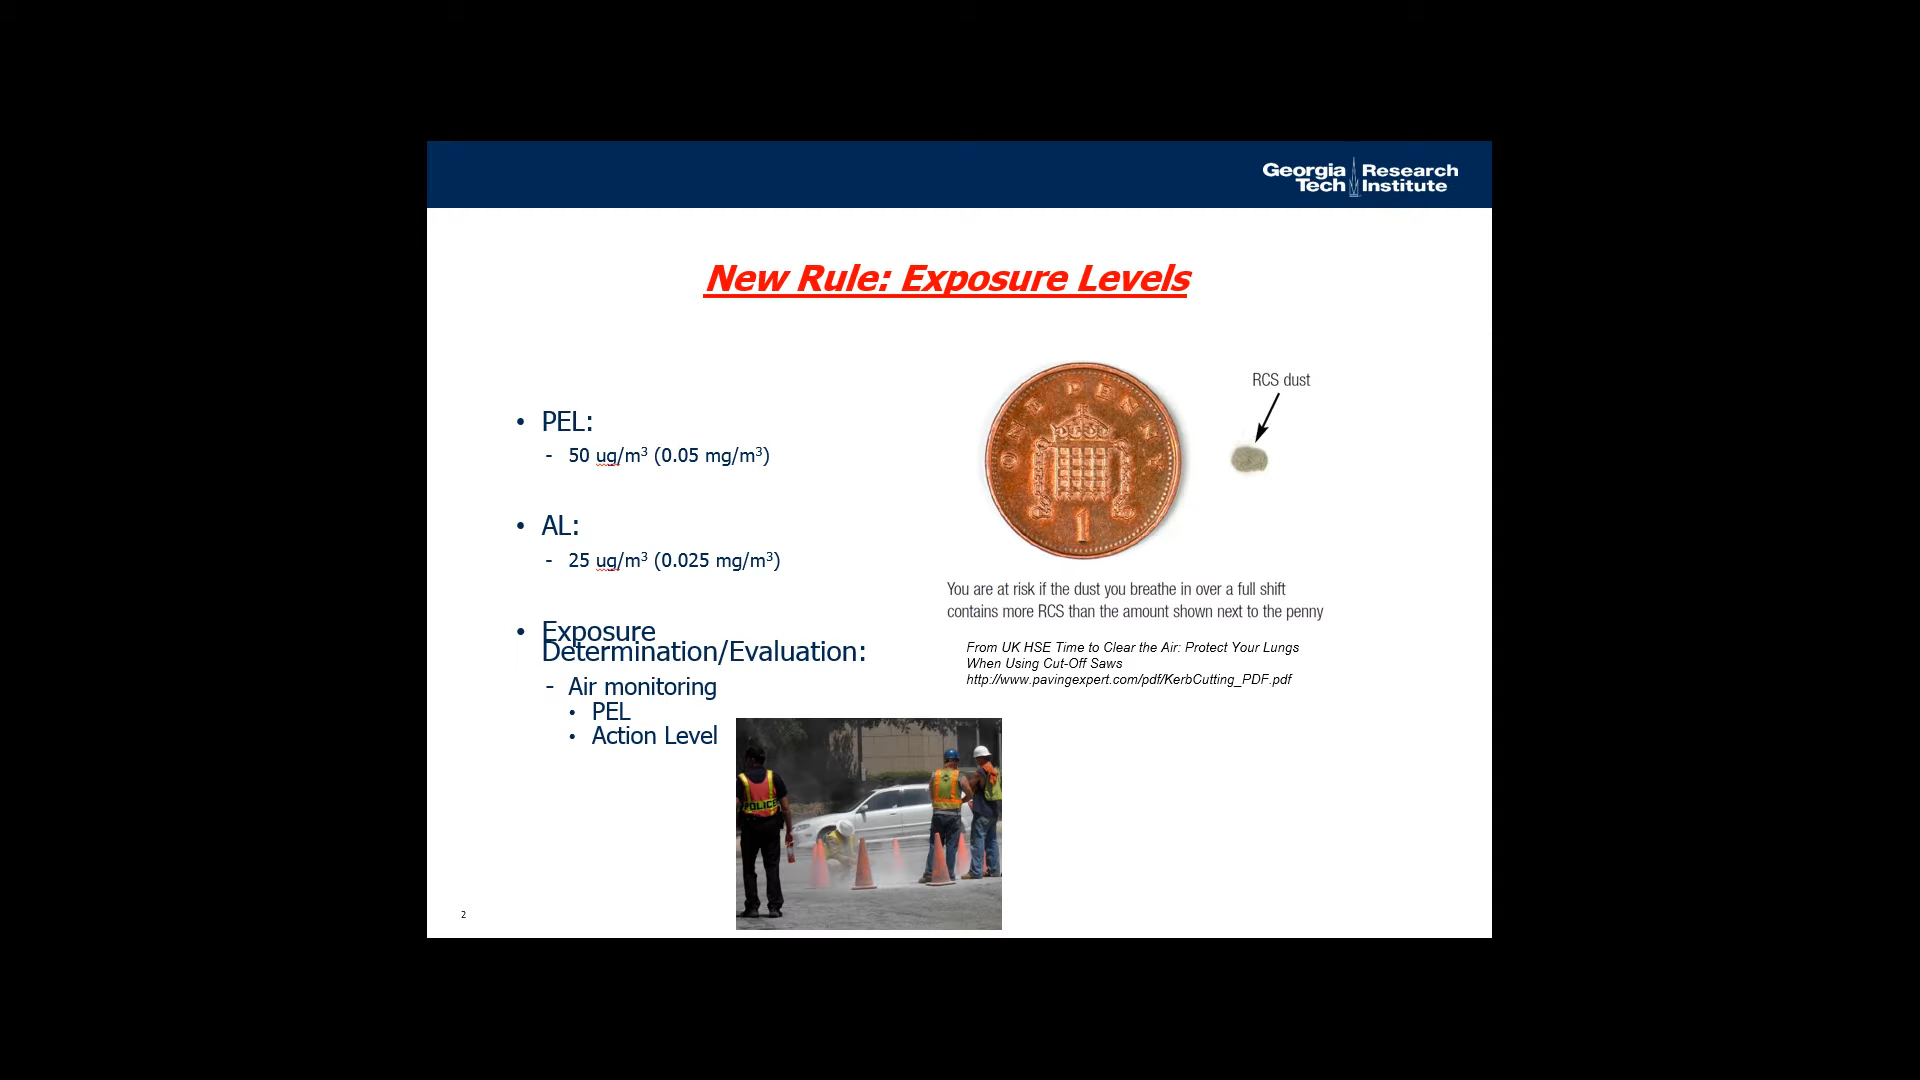 Georgia Tech Research Institute
New Rule: Exposure Levels
• PEL:
- 50 ug/m³ (0.05 mg/m³)
• AL:
- 25 ug/m³ (0.025 mg/m³)
• Exposure
Determination/Evaluation:
- Air monitoring
• PEL
• Action Level
ONE PENNY
1
RCS dust
You are at risk if the dust you breathe in over a full shift
contains more RCS than the amount shown next to the penny
From UK HSE Time to Clear the Air: Protect Your Lungs
When Using Cut-Off Saws
http://www.pavingexpert.com/pdf/KerbCutting_PDF.pdf
POLICE
2